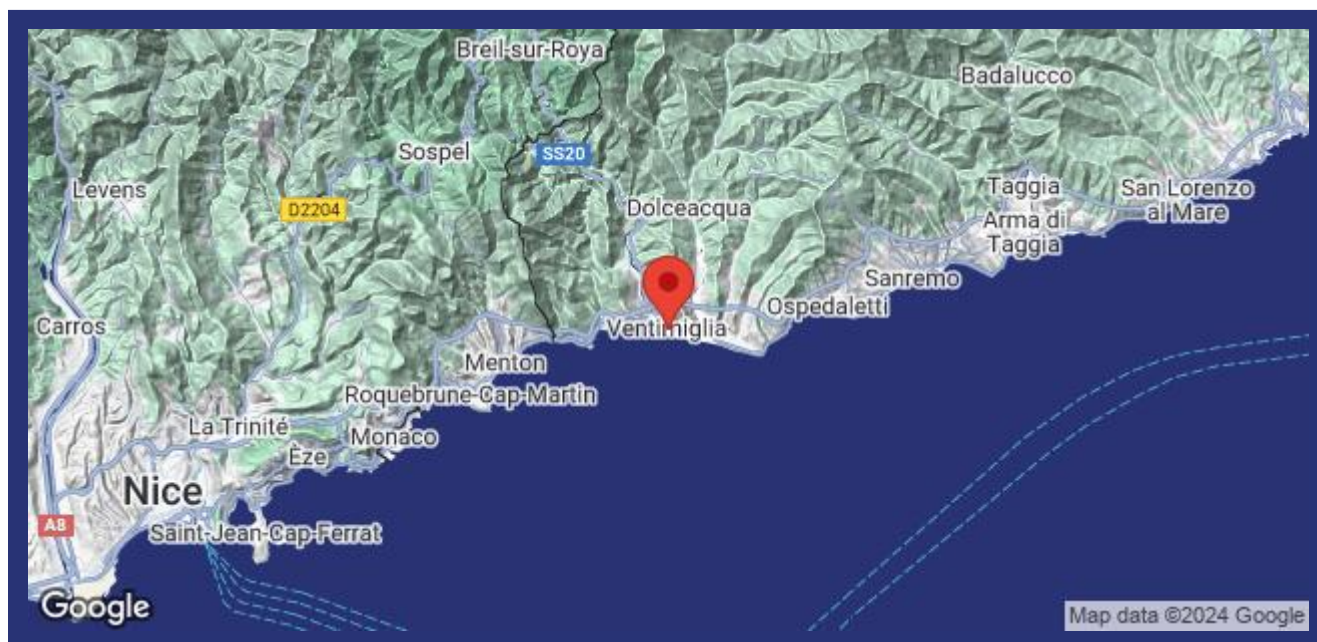 Breil-sur-Roya
Badalucco
SS20
Sospel
Levens
Taggia
San Lorenzo
al Mare
D2204
Dolceacqua
Arma di
Taggia
Sanremo
Ospedaletti
Carros
Ventimiglia
Menton
Roquebrune-Cap-Martin
La Trinité
Monaco
Èze
Nice
A8
Saint-Jean-Cap-Ferrat
Google
Map data ©2024 Google